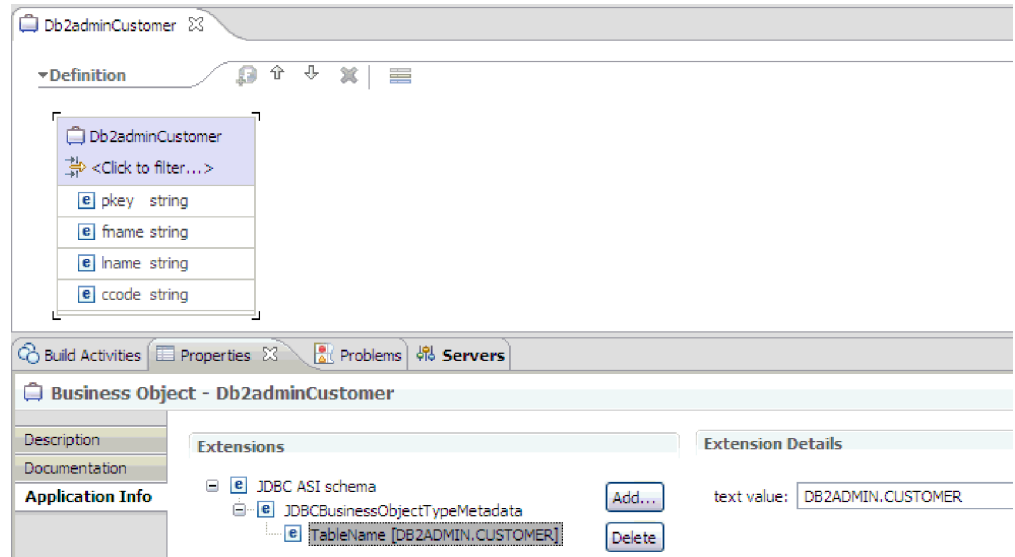 Db2adminCustomer
Definition
Db2adminCustomer
<Click to filter...>
e pkey string
e fname string
e lname string
e ccode string
Build Activities Properties Problems Servers
Business Object - Db2adminCustomer
Description
Documentation
Application Info
Extensions
e JDBC ASI schema
e JDBCBusinessObjectTypeMetadata
e TableName [DB2ADMIN.CUSTOMER]
Add...
Delete
Extension Details
text value: DB2ADMIN.CUSTOMER